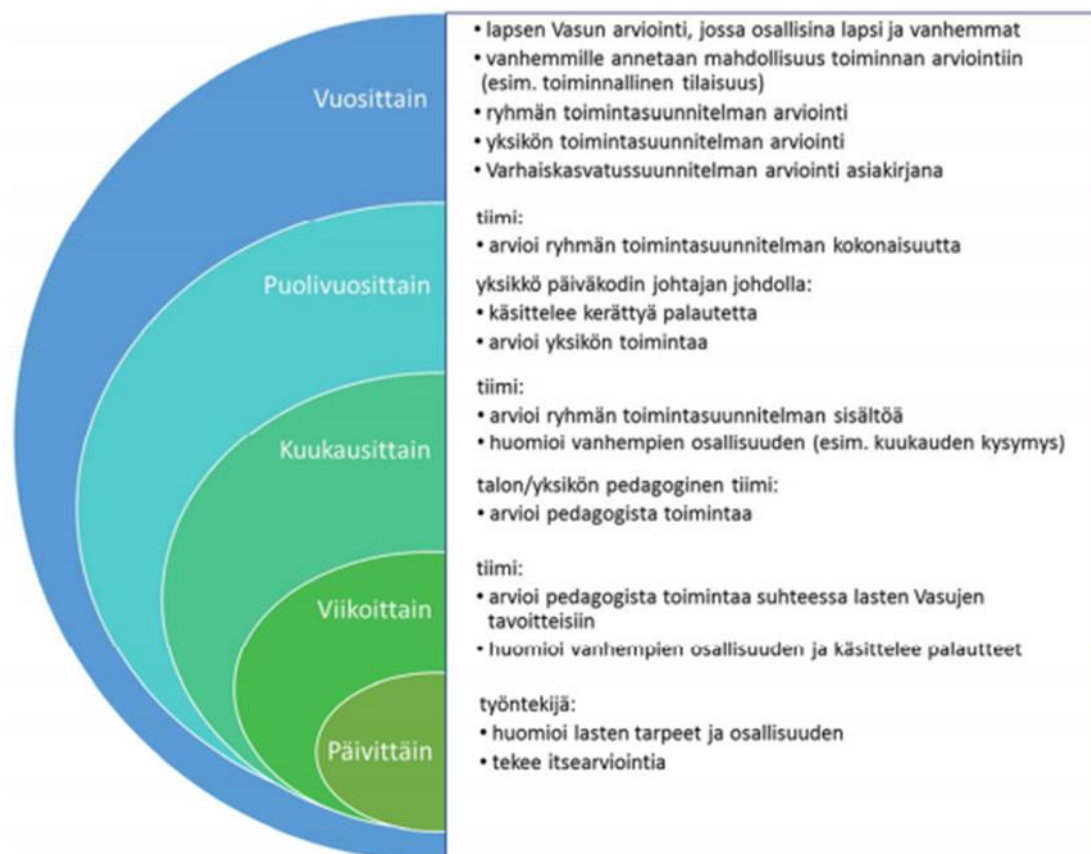 Vuosittain
• lapsen Vasun arviointi, jossa osallisina lapsi ja vanhemmat
• vanhemmille annetaan mahdollisuus toiminnan arviointiin
(esim. toiminnallinen tilaisuus)
• ryhmän toimintasuunnitelman arviointi
• yksikön toimintasuunnitelman arviointi
• Varhaiskasvatussuunnitelman arviointi asiakirjana
Puolivuosittain
tiimi:
• arvioi ryhmän toimintasuunnitelman kokonaisuutta
yksikkö päiväkodin johtajan johdolla:
• käsittelee kerättyä palautetta
• arvioi yksikön toimintaa
Kuukausittain
tiimi:
• arvioi ryhmän toimintasuunnitelman sisältöä
• huomioi vanhempien osallisuuden (esim. kuukauden kysymys)
talon/yksikön pedagoginen tiimi:
• arvioi pedagogista toimintaa
Viikoittain
tiimi:
• arvioi pedagogista toimintaa suhteessa lasten Vasujen
tavoitteisiin
• huomioi vanhempien osallisuuden ja käsittelee palautteet
Päivittäin
työntekijä:
• huomioi lasten tarpeet ja osallisuuden
• tekee itsearviointia